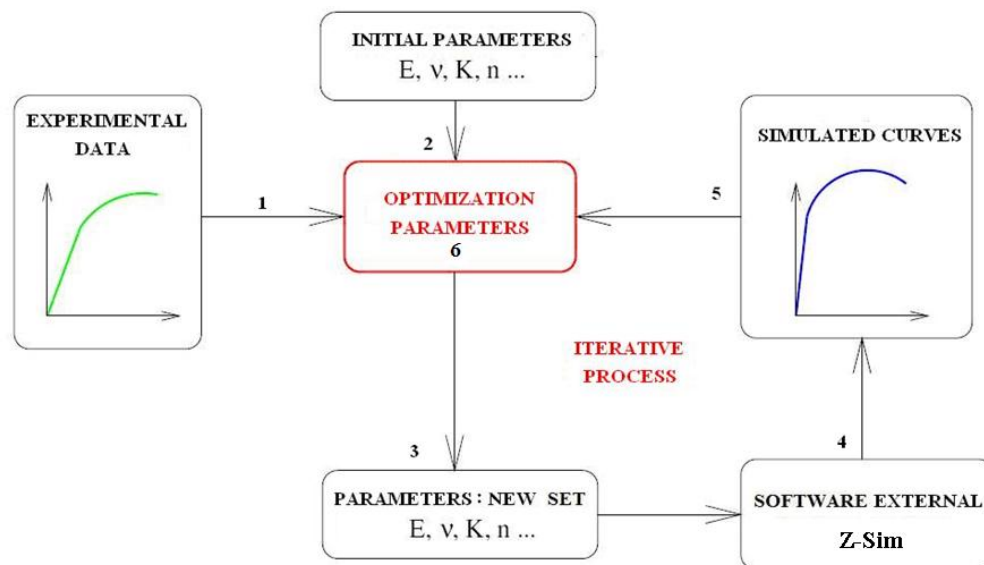 INITIAL PARAMETERS
E, ν, K, n ...
EXPERIMENTAL
DATA
2
SIMULATED CURVES
1
OPTIMIZATION
PARAMETERS
6
5
ITERATIVE
PROCESS
3
4
PARAMETERS : NEW SET
E, ν, K, n ...
SOFTWARE EXTERNAL
Z-Sim